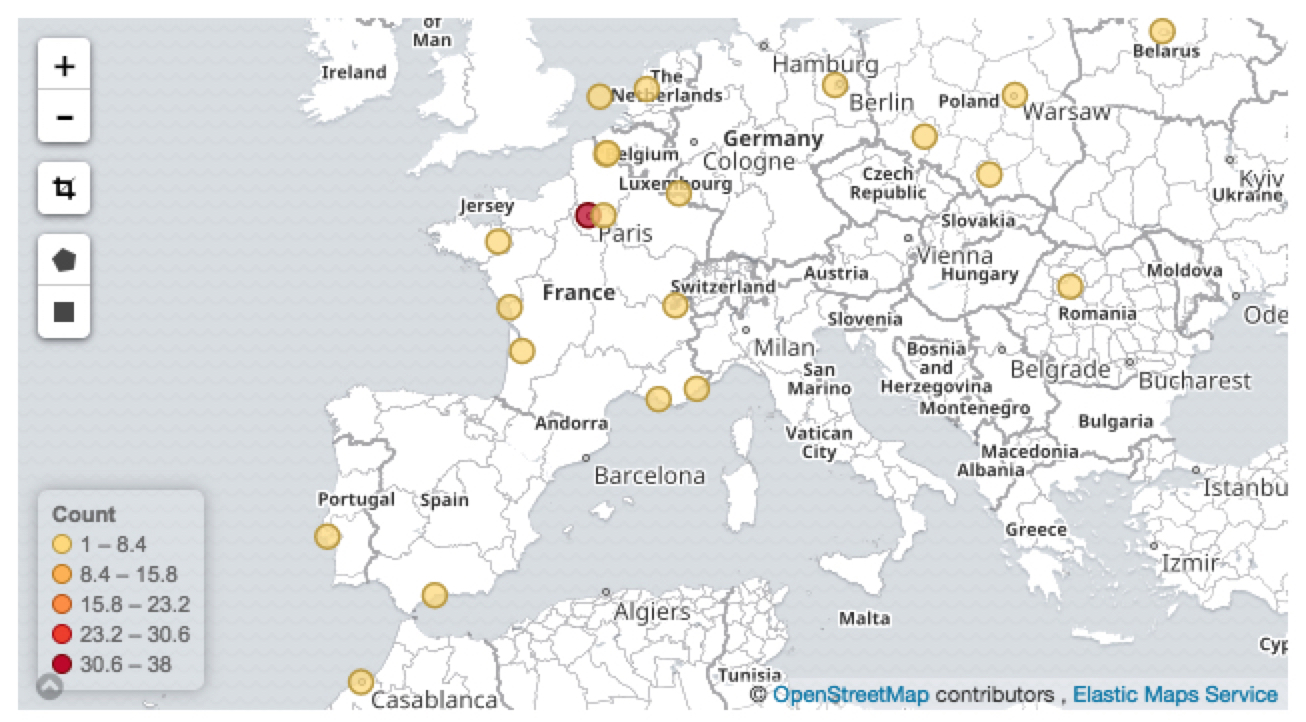 of
Man
Ireland
+
-
The
Netherlands
Hamburg
Berlin
Poland
Warsaw
Belarus
Germany
Cologne
elgium
Luxembourg
Czech
Republic
Kyiv
Ukraine
Jersey
Paris
Slovakia
Vienna
Hungary
Austria
Moldova
France
Switzerland
Romania
Slovenia
Ode
Milan
San
Marino
Bosnia
and
Herzegovina
Belgrade
Bucharest
Montenegro
Bulgaria
Andorra
Vatican
City
Macedonia
Albania
Barcelona
Istanbu
Portugal
Spain
Greece
Izmir
Count
1 – 8.4
8.4 – 15.8
15.8 – 23.2
23.2 – 30.6
30.6 – 38
Algiers
Malta
Cyp
Tunisia
Casablanca
© OpenStreetMap contributors , Elastic Maps Service